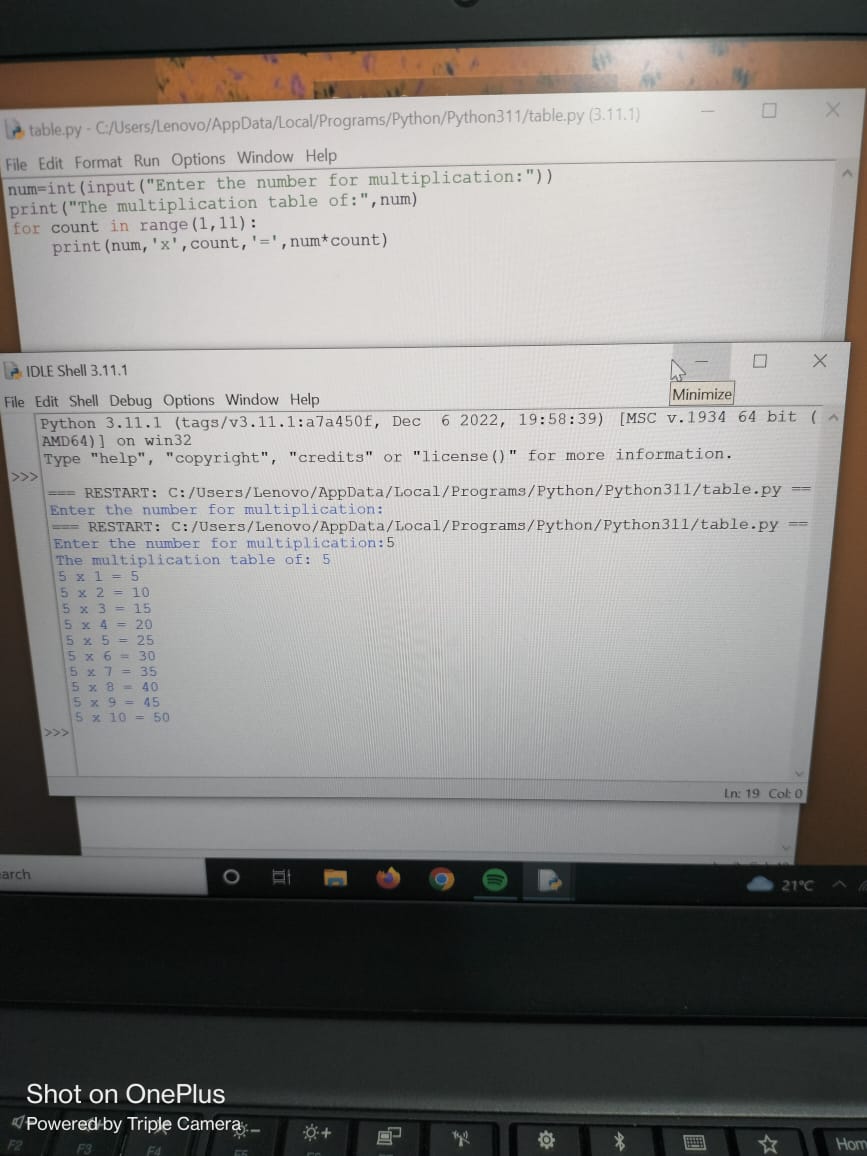 table.py - C:/Users/Lenovo/AppData/Local/Programs/Python/Python311/table.py (3.11.1)
File Edit Format Run Options Window Help
num=int(input("Enter the number for multiplication:"))
print("The multiplication table of:",num)
for count in range(1,11):
    print(num,'x',count,'=',num*count)
IDLE Shell 3.11.1
Minimize
File Edit Shell Debug Options Window Help
Python 3.11.1 (tags/v3.11.1:a7a450f, Dec  6 2022, 19:58:39) [MSC v.1934 64 bit (
AMD64)] on win32
Type "help", "copyright", "credits" or "license()" for more information.
>>>
=== RESTART: C:/Users/Lenovo/AppData/Local/Programs/Python/Python311/table.py ==
Enter the number for multiplication:
=== RESTART: C:/Users/Lenovo/AppData/Local/Programs/Python/Python311/table.py ==
Enter the number for multiplication:5
The multiplication table of: 5
5 x 1 = 5
5 x 2 = 10
5 x 3 = 15
5 x 4 = 20
5 x 5 = 25
5 x 6 = 30
5 x 7 = 35
5 x 8 = 40
5 x 9 = 45
5 x 10 = 50
>>>
Ln: 19 Col: 0
earch
21°C
Shot on OnePlus
Powered by Triple Camera
F2 F3 F4 F5
Hom